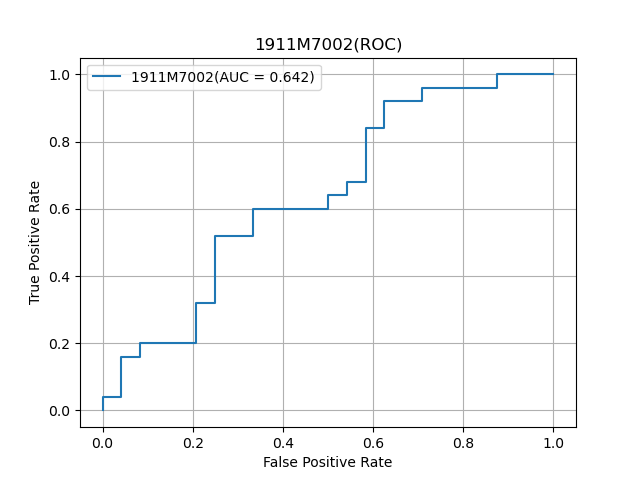 1911M7002(ROC)
1911M7002(AUC = 0.642)
True Positive Rate
1.0
0.8
0.6
0.4
0.2
0.0
0.0 0.2 0.4 0.6 0.8 1.0
False Positive Rate